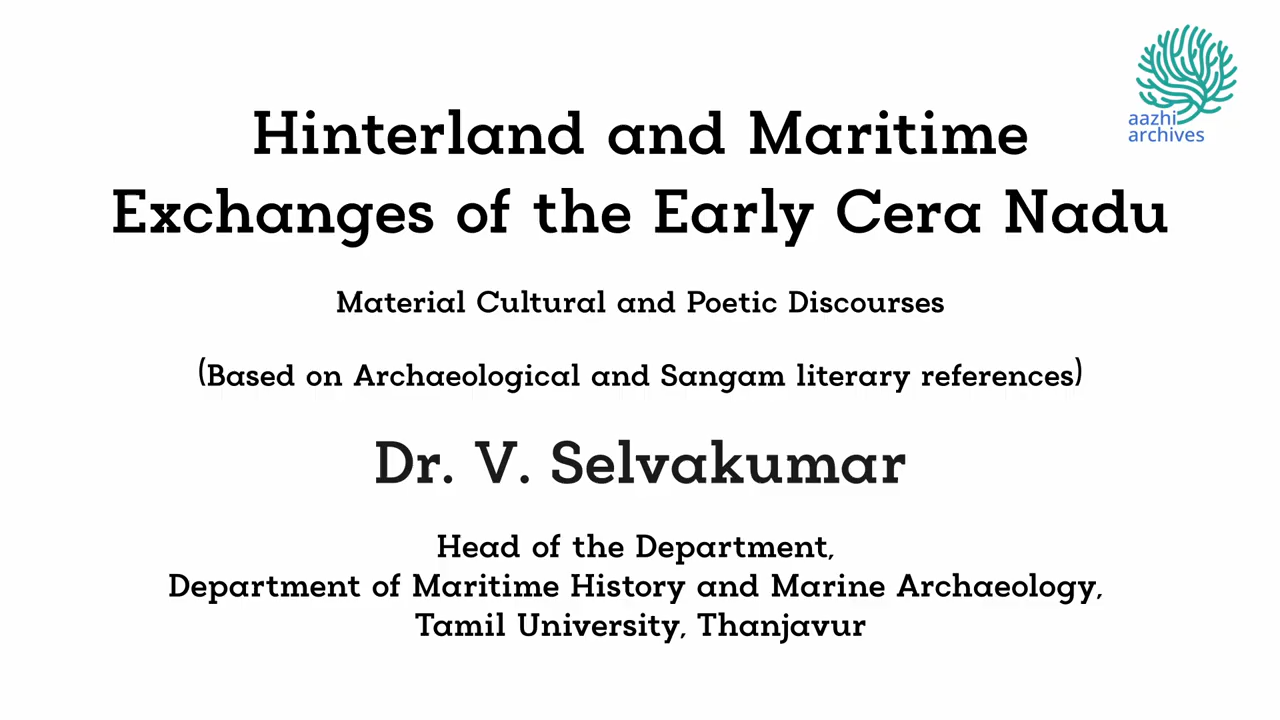 aazhi
archives
Hinterland and Maritime
Exchanges of the Early Cera Nadu
Material Cultural and Poetic Discourses
(Based on Archaeological and Sangam literary references)
Dr. V. Selvakumar
Head of the Department,
Department of Maritime History and Marine Archaeology,
Tamil University, Thanjavur